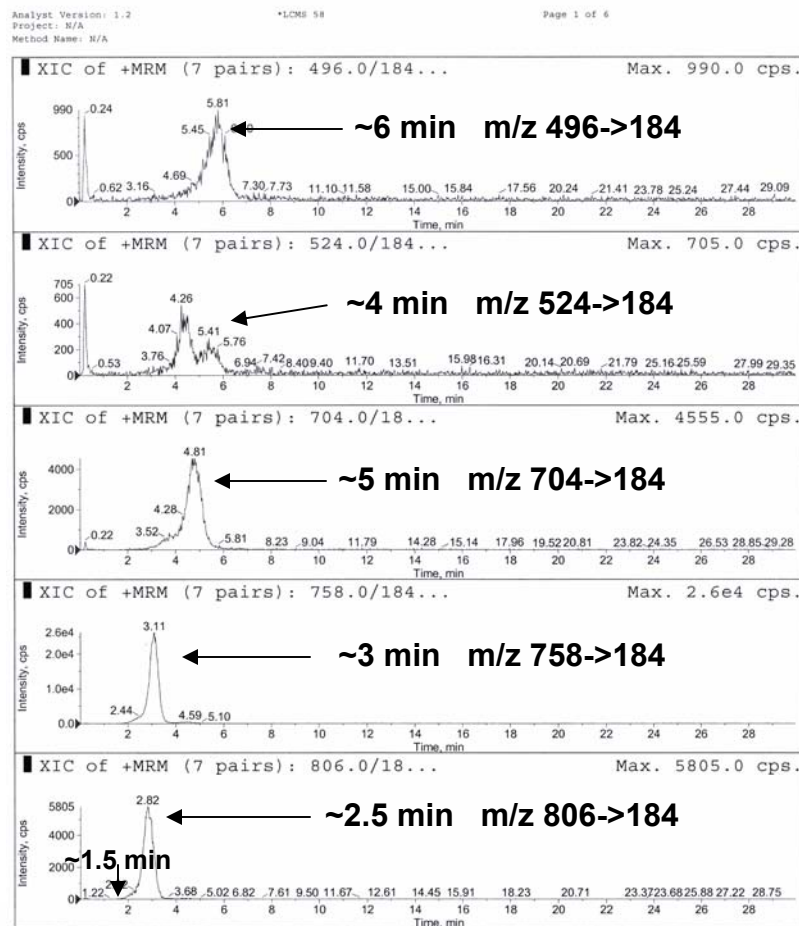 Analyst Version: 1.2 *LCMS 58 Page 1 of 6
Project: N/A
Method Name: N/A
XIC of +MRM (7 pairs): 496.0/184... Max. 990.0 cps.
Intensity, cps
990
500
0
0.24 0.62 3.16 4.69 5.45 5.81 7.30 7.73 11.10 11.58 15.00 15.84 17.56 20.24 21.41 23.78 25.24 27.44 29.09
~6 min m/z 496->184
2 4 6 8 10 12 14 16 18 20 22 24 26 28
Time, min
XIC of +MRM (7 pairs): 524.0/184... Max. 705.0 cps.
Intensity, cps
705
600
400
200
0
0.22 0.53 3.76 4.07 4.26 5.41 5.76 6.94 7.42 8.40 9.40 11.70 13.51 15.98 16.31 20.14 20.69 21.79 25.16 25.59 27.99 29.35
~4 min m/z 524->184
2 4 6 8 10 12 14 16 18 20 22 24 26 28
Time, min
XIC of +MRM (7 pairs): 704.0/18... Max. 4555.0 cps.
Intensity, cps
4000
2000
0
0.22 3.52 4.28 4.81 5.81 8.23 9.04 11.79 14.28 15.14 17.96 19.52 20.81 23.82 24.35 26.53 28.85 29.28
~5 min m/z 704->184
2 4 6 8 10 12 14 16 18 20 22 24 26 28
Time, min
XIC of +MRM (7 pairs): 758.0/184... Max. 2.6e4 cps.
Intensity, cps
2.6e4
2.0e4
1.0e4
0.0
2.44 3.11 4.59 5.10
~3 min m/z 758->184
2 4 6 8 10 12 14 16 18 20 22 24 26 28
Time, min
XIC of +MRM (7 pairs): 806.0/18... Max. 5805.0 cps.
Intensity, cps
5805
4000
2000
0
2.82
~2.5 min m/z 806->184
~1.5 min
1.22 3.68 5.02 6.82 7.61 9.50 11.67 12.61 14.45 15.91 18.23 20.71 23.37 23.68 25.88 27.22 28.75
2 4 6 8 10 12 14 16 18 20 22 24 26 28
Time, min